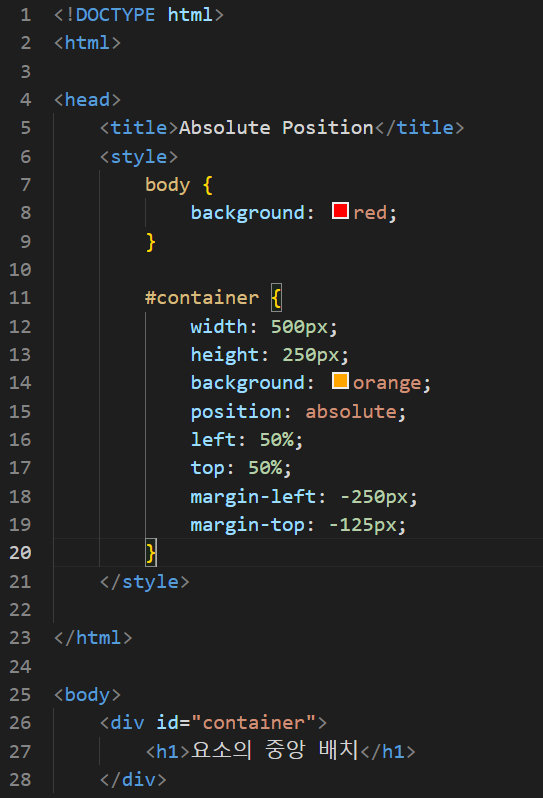 1 <!DOCTYPE html>
2 <html>
3
4 <head>
5     <title>Absolute Position</title>
6     <style>
7         body {
8             background: red;
9         }
10
11         #container {
12             width: 500px;
13             height: 250px;
14             background: orange;
15             position: absolute;
16             left: 50%;
17             top: 50%;
18             margin-left: -250px;
19             margin-top: -125px;
20         }
21     </style>
22
23 </html>
24
25 <body>
26     <div id="container">
27         <h1>요소의 중앙 배치</h1>
28     </div>